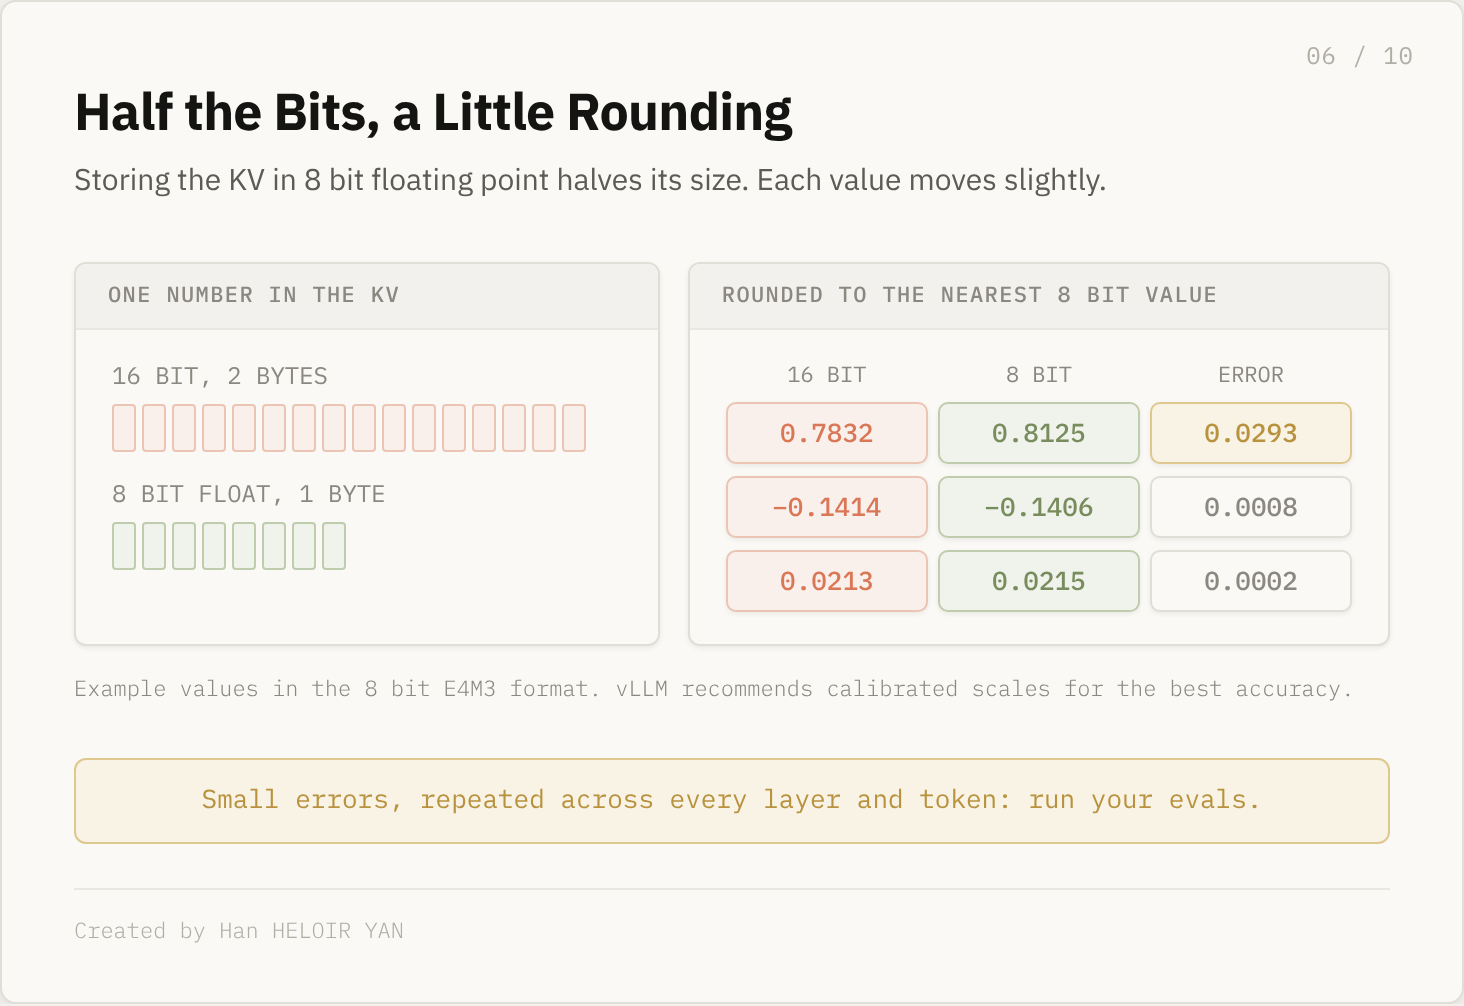 06 / 10
Half the Bits, a Little Rounding
Storing the KV in 8 bit floating point halves its size. Each value moves slightly.
ONE NUMBER IN THE KV
16 BIT, 2 BYTES
8 BIT FLOAT, 1 BYTE
ROUNDED TO THE NEAREST 8 BIT VALUE
16 BIT 8 BIT ERROR
0.7832 0.8125 0.0293
−0.1414 −0.1406 0.0008
0.0213 0.0215 0.0002
Example values in the 8 bit E4M3 format. vLLM recommends calibrated scales for the best accuracy.
Small errors, repeated across every layer and token: run your evals.
Created by Han HELOIR YAN